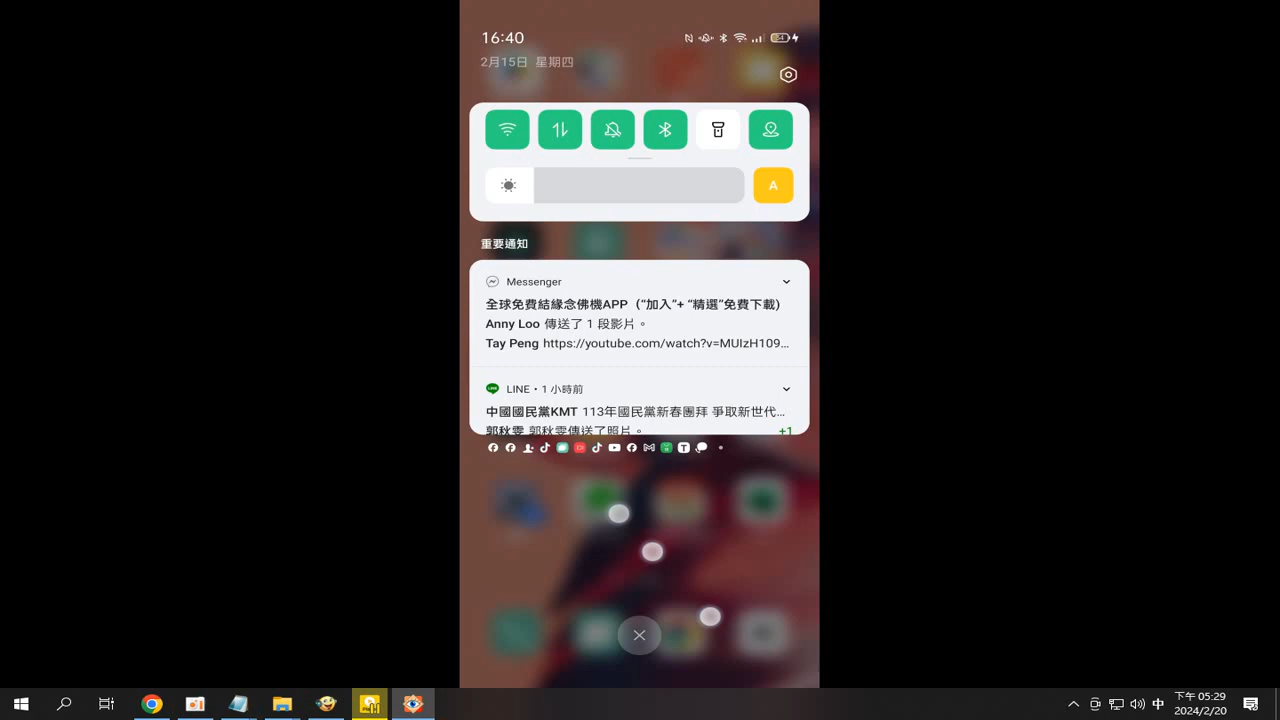 16:40
2月15日 星期四
A
重要通知
Messenger
全球免費結緣念佛機APP（“加入”+ “精選”免費下載）
Anny Loo 傳送了 1 段影片。
Tay Peng https://youtube.com/watch?v=MUIzH109...
LINE・1 小時前
中國國民黨KMT 113年國民黨新春團拜 爭取新世代...
郭秋雯 郭秋雯傳送了照片。
+1
中
下午 05:29
2024/2/20